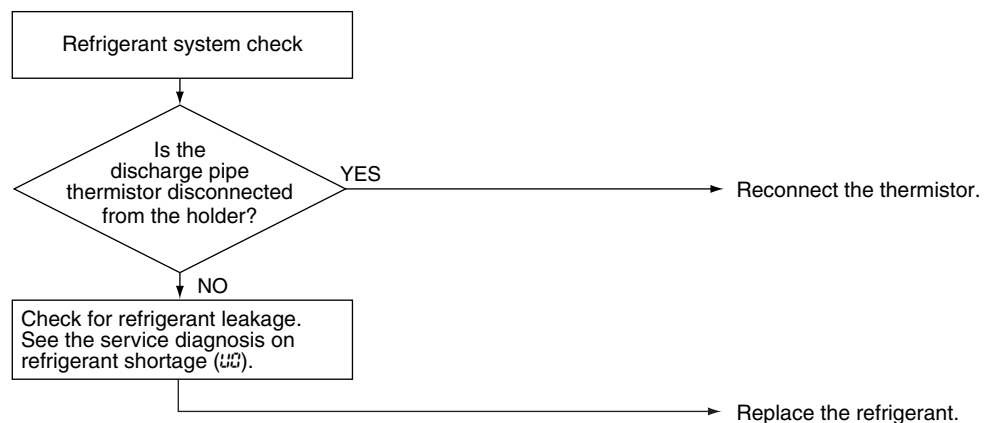 Refrigerant system check
Is the
discharge pipe
thermistor disconnected
from the holder?
YES
Reconnect the thermistor.
NO
Check for refrigerant leakage.
See the service diagnosis on
refrigerant shortage (U0).
Replace the refrigerant.